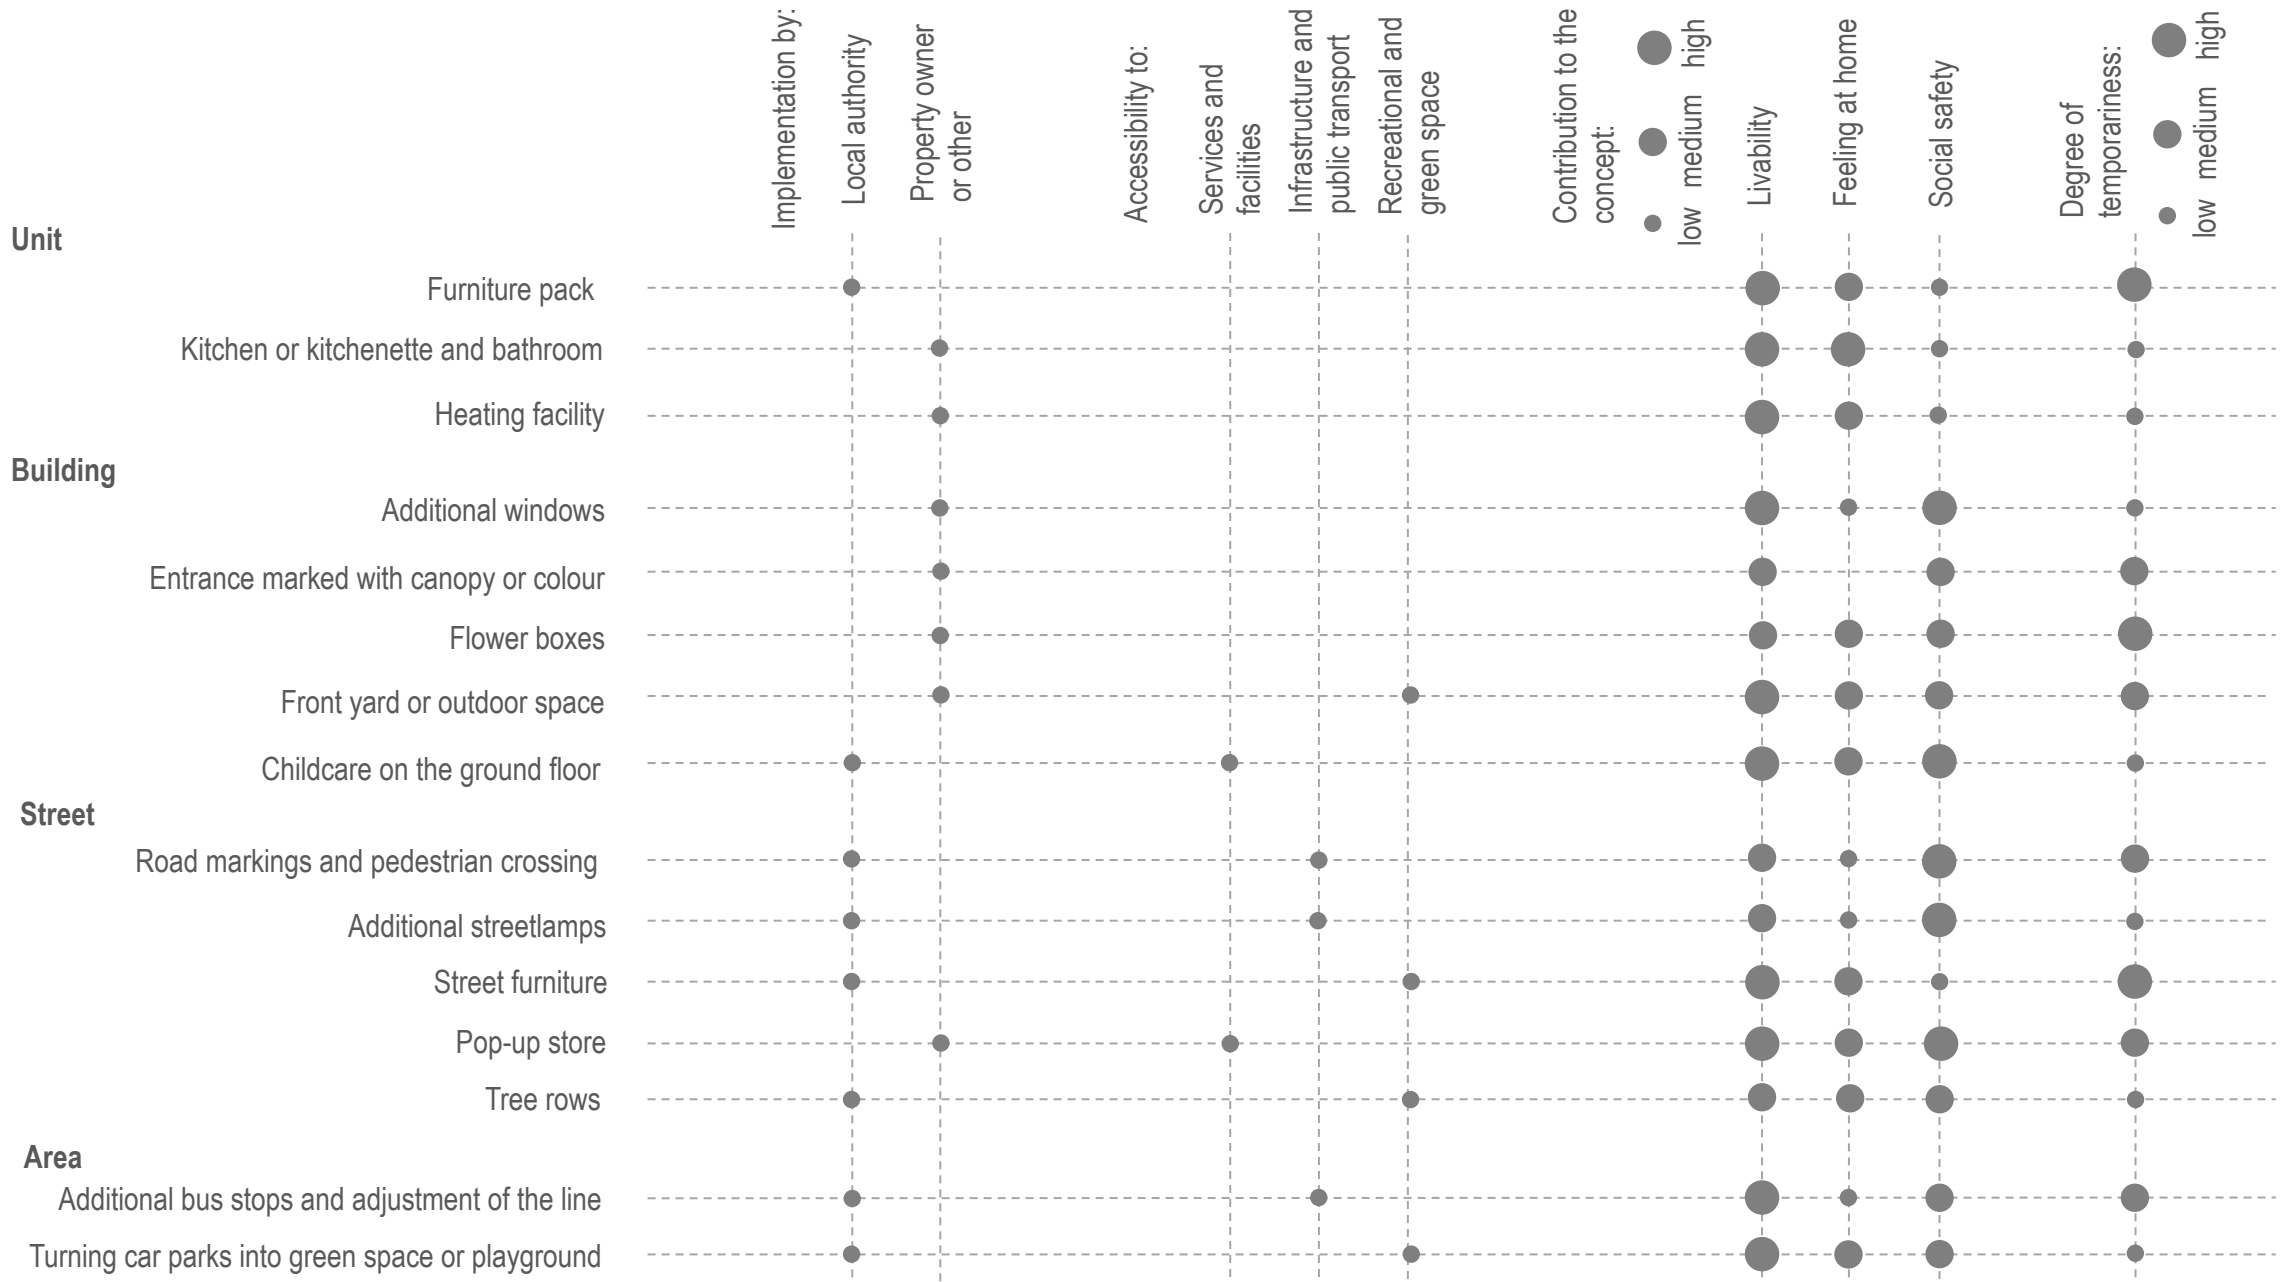 Implementation by:
Local authority
Property owner
or other
Accessibility to:
Services and
facilities
Infrastructure and
public transport
Recreational and
green space
Contribution to the
concept:
low medium high
Livability
Feeling at home
Social safety
Degree of
temporariness:
low medium high
Unit
Furniture pack
Kitchen or kitchenette and bathroom
Heating facility
Building
Additional windows
Entrance marked with canopy or colour
Flower boxes
Front yard or outdoor space
Childcare on the ground floor
Street
Road markings and pedestrian crossing
Additional streetlamps
Street furniture
Pop-up store
Tree rows
Area
Additional bus stops and adjustment of the line
Turning car parks into green space or playground